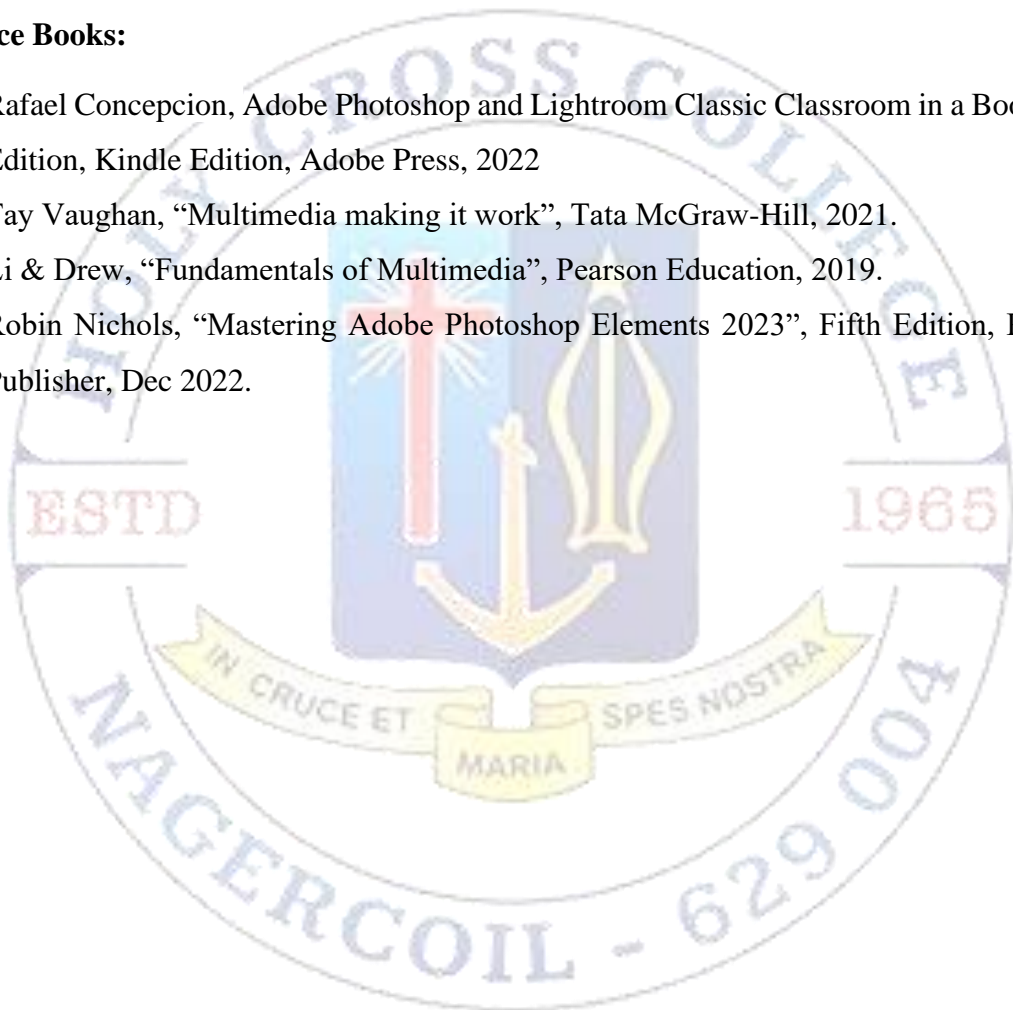 ce Books:
Rafael Concepcion, Adobe Photoshop and Lightroom Classic Classroom in a Boo
Edition, Kindle Edition, Adobe Press, 2022
Tay Vaughan, “Multimedia making it work”, Tata McGraw-Hill, 2021.
Li & Drew, “Fundamentals of Multimedia”, Pearson Education, 2019.
Robin Nichols, “Mastering Adobe Photoshop Elements 2023”, Fifth Edition,
Publisher, Dec 2022.
HOLY CROSS COLLEGE
ESTD 1965
IN CRUCE ET MARIA SPES NOSTRA
NAGERCOIL - 629 004